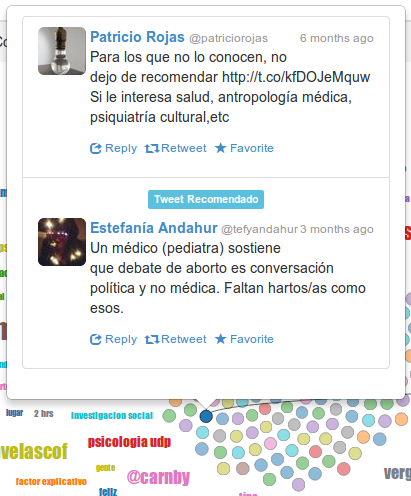 Patricio Rojas @patriciorojas 6 months ago
Para los que no lo conocen, no
dejo de recomendar http://t.co/kfDOJeMquw
Si le interesa salud, antropología médica,
psiquiatría cultural,etc
Reply Retweet Favorite
Tweet Recomendado
Estefanía Andahur @tefyandahur 3 months ago
Un médico (pediatra) sostiene
que debate de aborto es conversación
política y no médica. Faltan hartos/as como
esos.
Reply Retweet Favorite
lugar 2 hrs investigacion social
velascof psicologia udp
gente @carnby verg
factor explicativo
feliz